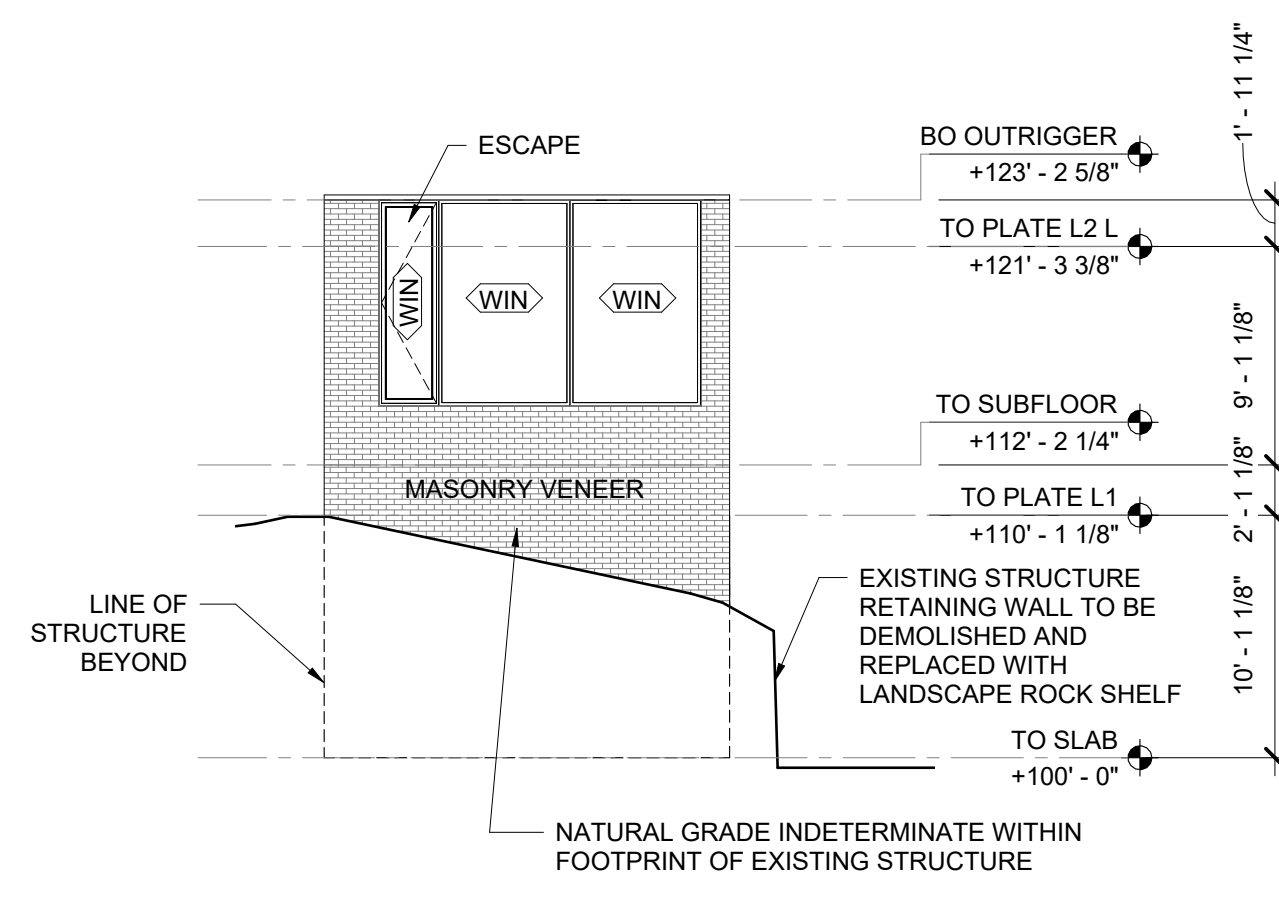 1' - 11 1/4"
BO OUTRIGGER
+123' - 2 5/8"
ESCAPE
TO PLATE L2 L
+121' - 3 3/8"
WIN
WIN
WIN
9' - 1 1/8"
TO SUBFLOOR
+112' - 2 1/4"
2' - 1 1/8"
MASONRY VENEER
TO PLATE L1
+110' - 1 1/8"
LINE OF
STRUCTURE
BEYOND
EXISTING STRUCTURE
RETAINING WALL TO BE
DEMOLISHED AND
REPLACED WITH
LANDSCAPE ROCK SHELF
10' - 1 1/8"
TO SLAB
+100' - 0"
NATURAL GRADE INDETERMINATE WITHIN
FOOTPRINT OF EXISTING STRUCTURE